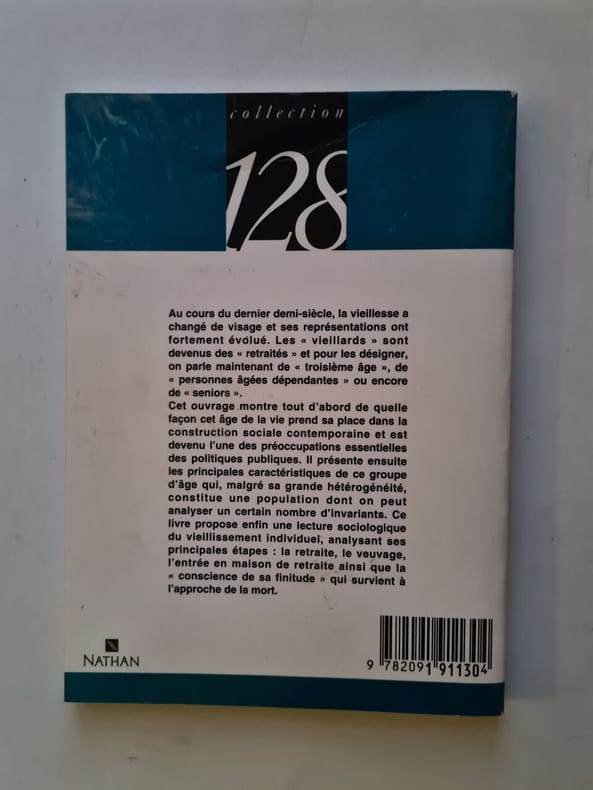 collection
128
Au cours du dernier demi-siècle, la vieillesse a
changé de visage et ses représentations ont
fortement évolué. Les « vieillards » sont
devenus des « retraités » et pour les désigner,
on parle maintenant de « troisième âge », de
« personnes âgées dépendantes » ou encore
de « seniors ».
Cet ouvrage montre tout d'abord de quelle
façon cet âge de la vie prend sa place dans la
construction sociale contemporaine et est
devenu l'une des préoccupations essentielles
des politiques publiques. Il présente ensuite
les principales caractéristiques de ce groupe
d'âge qui, malgré sa grande hétérogénéité,
constitue une population dont on peut
analyser un certain nombre d'invariants. Ce
livre propose enfin une lecture sociologique
du vieillissement individuel, analysant ses
principales étapes : la retraite, le veuvage,
l'entrée en maison de retraite ainsi que la
« conscience de sa finitude » qui survient à
l'approche de la mort.
NATHAN
9 782091 911304